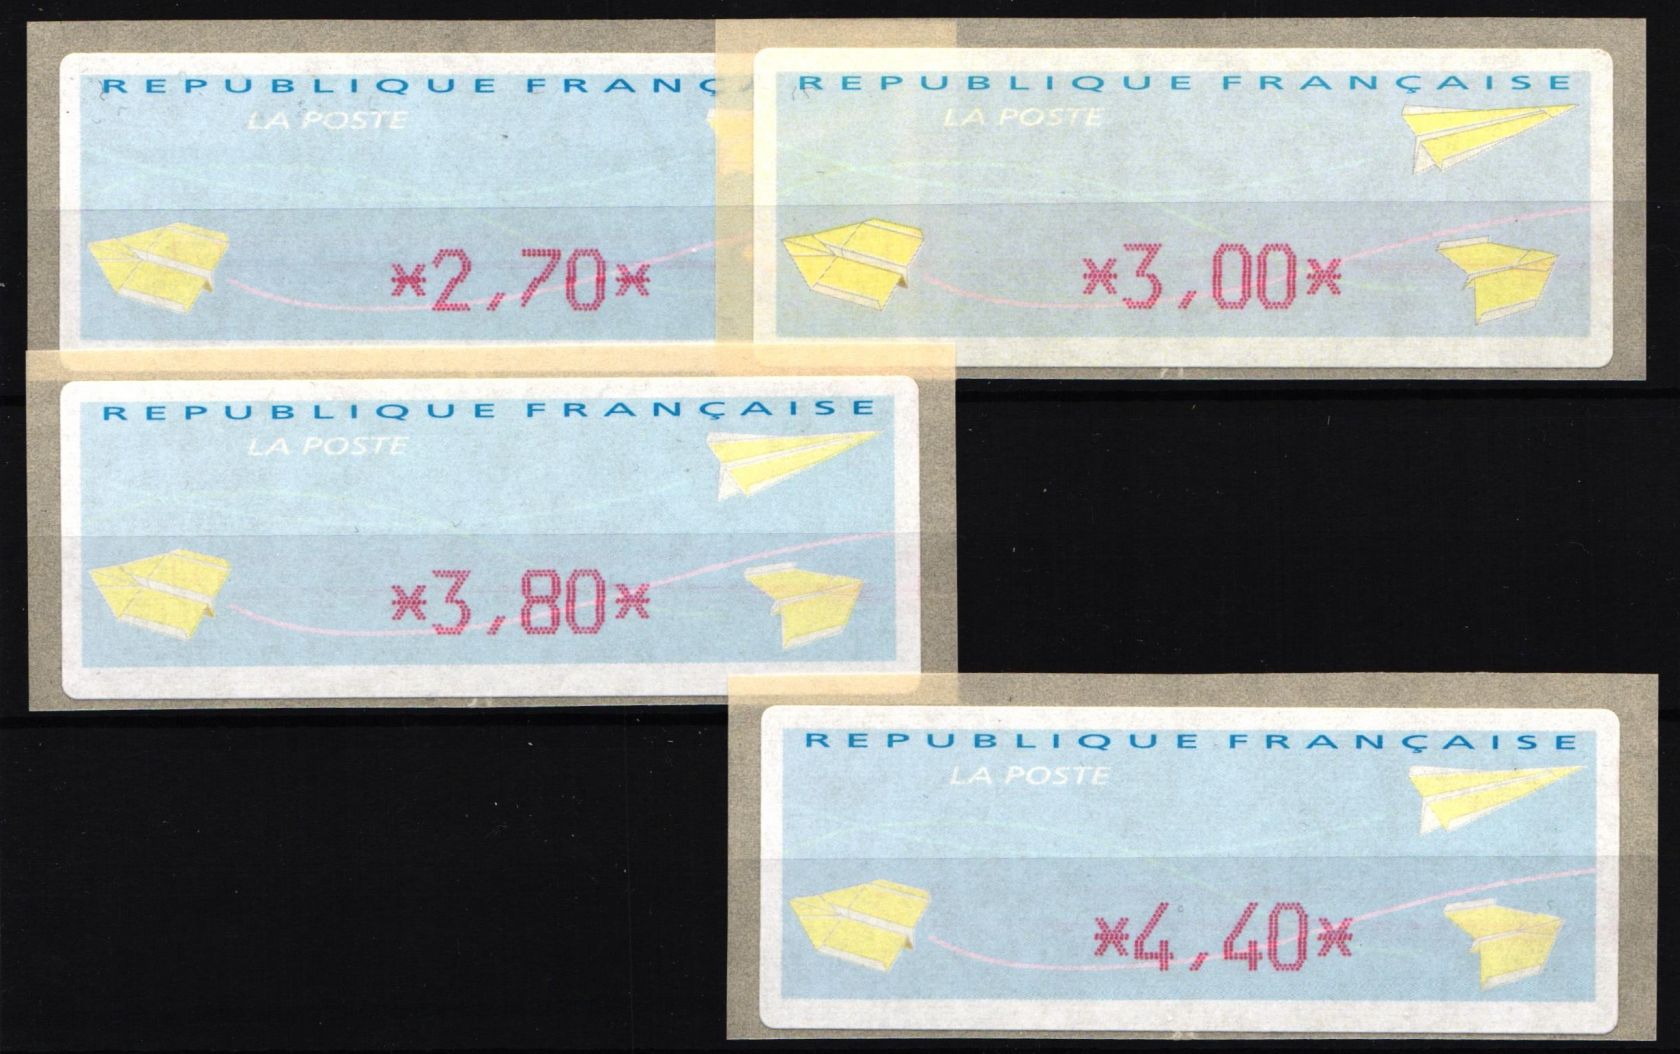 REPUBLIQUE FRANÇ
LA POSTE
*2,70*
REPUBLIQUE FRANÇAISE
LA POSTE
*3,00*
REPUBLIQUE FRANÇAISE
LA POSTE
*3,80*
REPUBLIQUE FRANÇAISE
LA POSTE
*4,40*